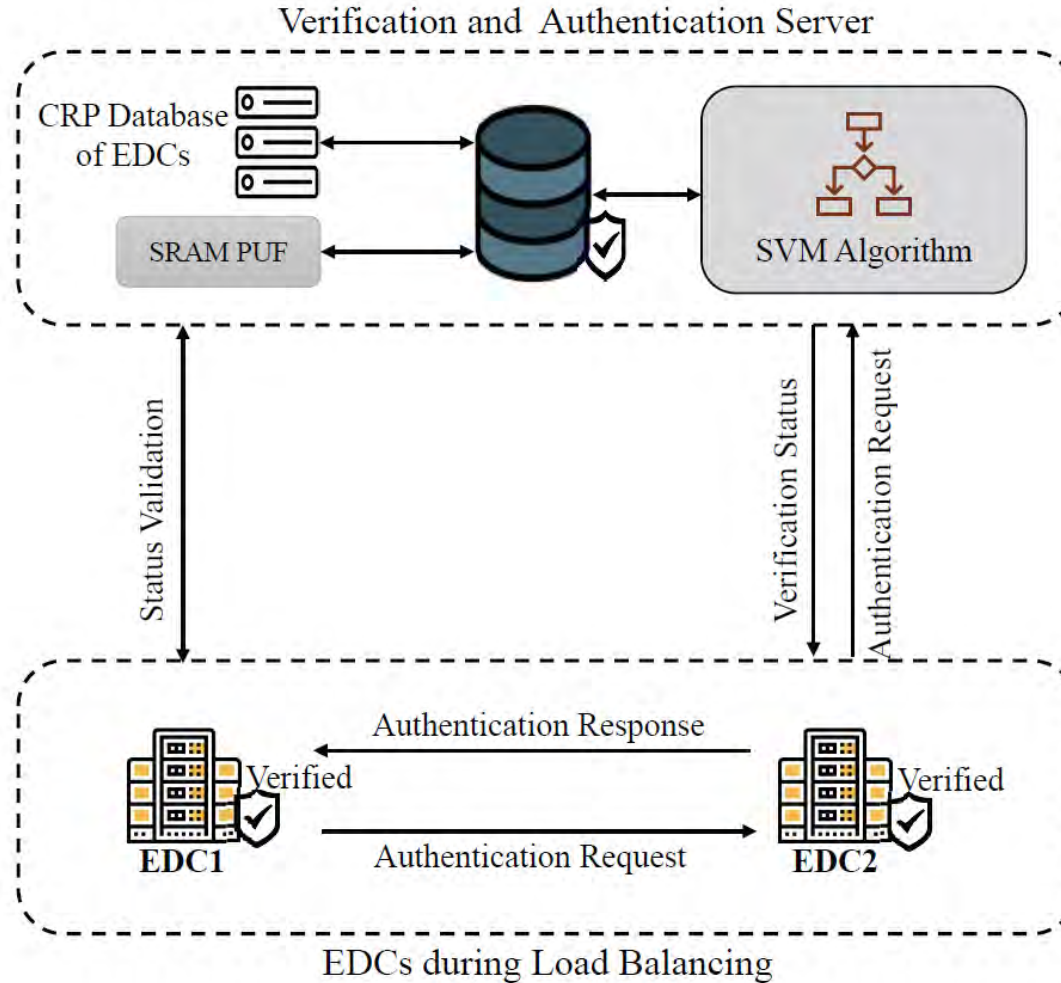 Verification and Authentication Server
CRP Database
of EDCs
SRAM PUF
SVM Algorithm
Status Validation
Verification Status
Authentication Request
Authentication Response
Verified
Verified
Authentication Request
EDC1
EDC2
EDCs during Load Balancing